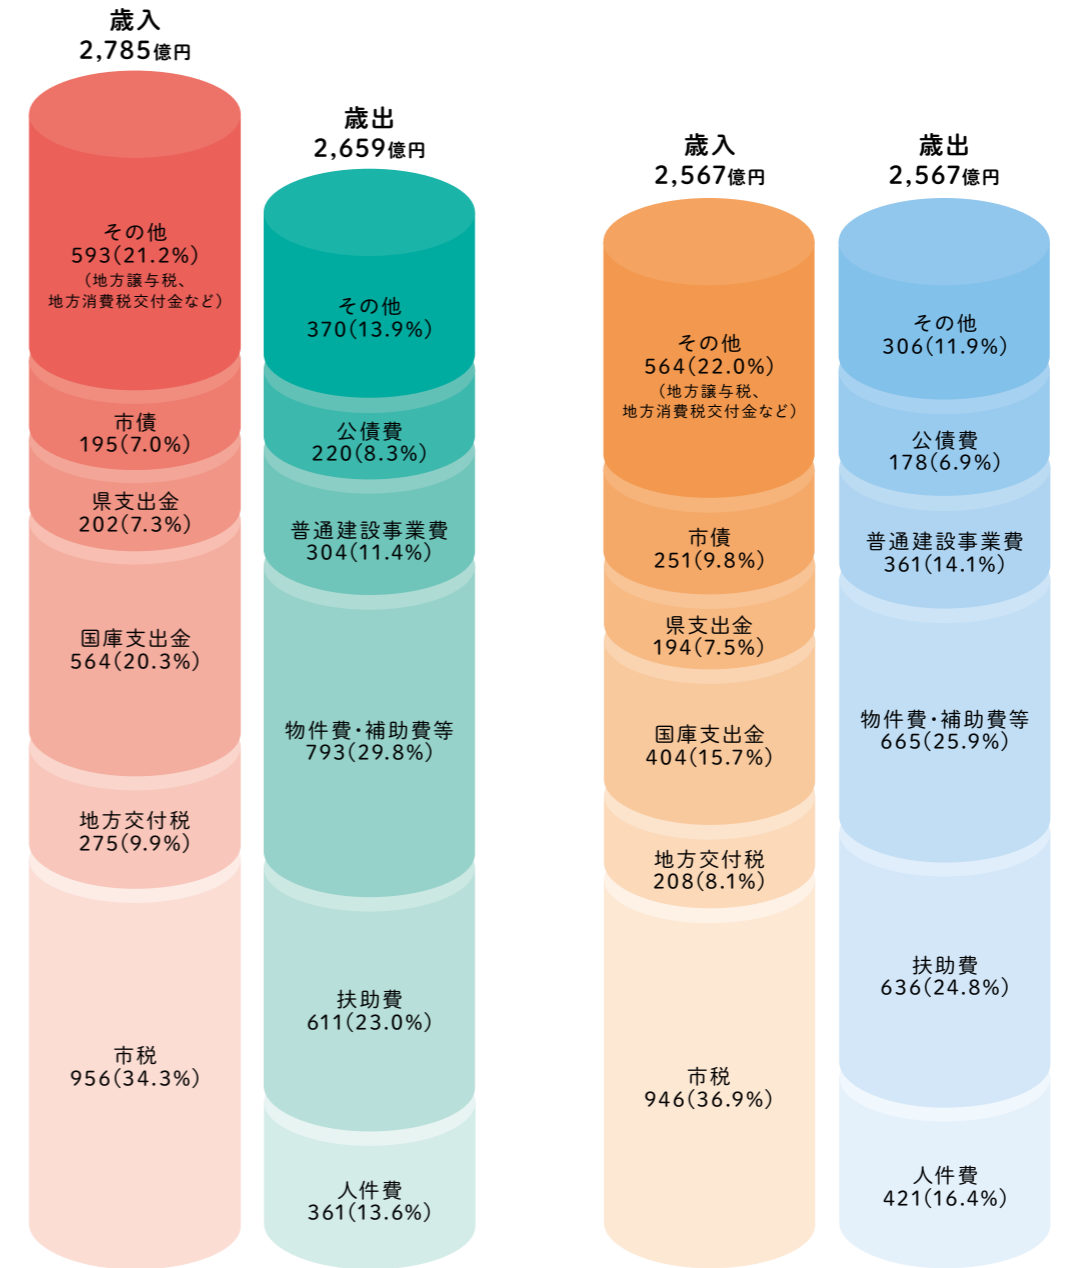 歳入
2,785億円
その他
593(21.2%)
(地方譲与税、
地方消費税交付金など)
市債
195(7.0%)
県支出金
202(7.3%)
国庫支出金
564(20.3%)
地方交付税
275(9.9%)
市税
956(34.3%)
歳出
2,659億円
その他
370(13.9%)
公債費
220(8.3%)
普通建設事業費
304(11.4%)
物件費・補助費等
793(29.8%)
扶助費
611(23.0%)
人件費
361(13.6%)
歳入
2,567億円
その他
564(22.0%)
(地方譲与税、
地方消費税交付金など)
市債
251(9.8%)
県支出金
194(7.5%)
国庫支出金
404(15.7%)
地方交付税
208(8.1%)
市税
946(36.9%)
歳出
2,567億円
その他
306(11.9%)
公債費
178(6.9%)
普通建設事業費
361(14.1%)
物件費・補助費等
665(25.9%)
扶助費
636(24.8%)
人件費
421(16.4%)